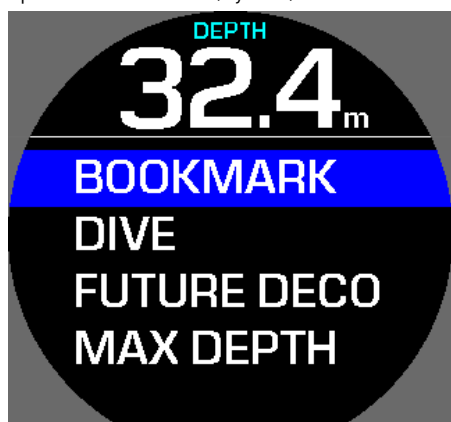 DEPTH
32.4m
BOOKMARK
DIVE
FUTURE DECO
MAX DEPTH